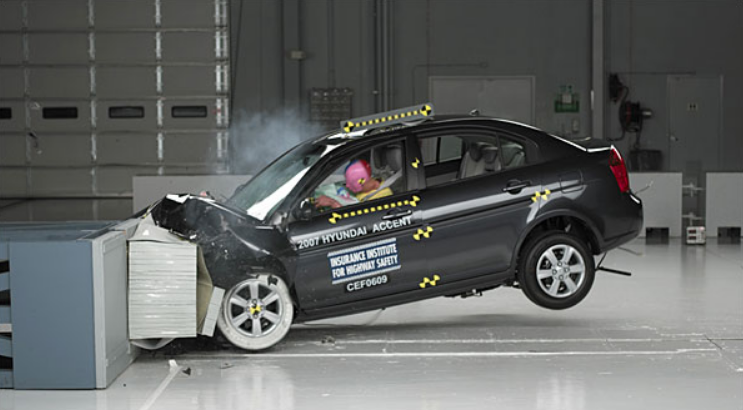 2007 HYUNDAI ACCENT
INSURANCE INSTITUTE
FOR HIGHWAY SAFETY
CEF0609